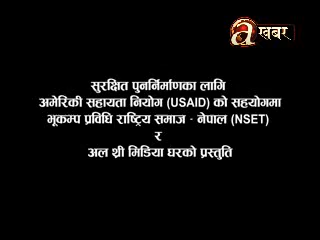 a खबर
सुरक्षित पुनर्निर्माणका लागि
अमेरिकी सहायता नियोग (USAID) को सहयोगमा
भूकम्प प्रविधि राष्ट्रिय समाज - नेपाल (NSET)
र
अल थ्री मिडिया घरको प्रस्तुति